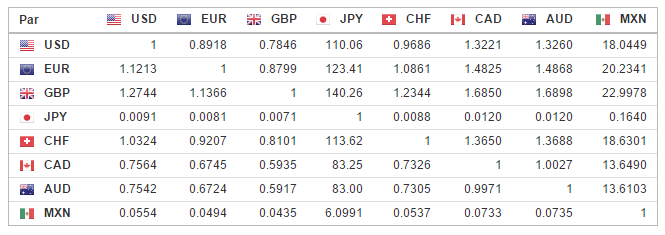 Par USD EUR GBP JPY CHF CAD AUD MXN
USD 1 0.8918 0.7846 110.06 0.9686 1.3221 1.3260 18.0449
EUR 1.1213 1 0.8799 123.41 1.0861 1.4825 1.4868 20.2341
GBP 1.2744 1.1366 1 140.26 1.2344 1.6850 1.6898 22.9978
JPY 0.0091 0.0081 0.0071 1 0.0088 0.0120 0.0120 0.1640
CHF 1.0324 0.9207 0.8101 113.62 1 1.3650 1.3688 18.6301
CAD 0.7564 0.6745 0.5935 83.25 0.7326 1 1.0027 13.6490
AUD 0.7542 0.6724 0.5917 83.00 0.7305 0.9971 1 13.6103
MXN 0.0554 0.0494 0.0435 6.0991 0.0537 0.0733 0.0735 1